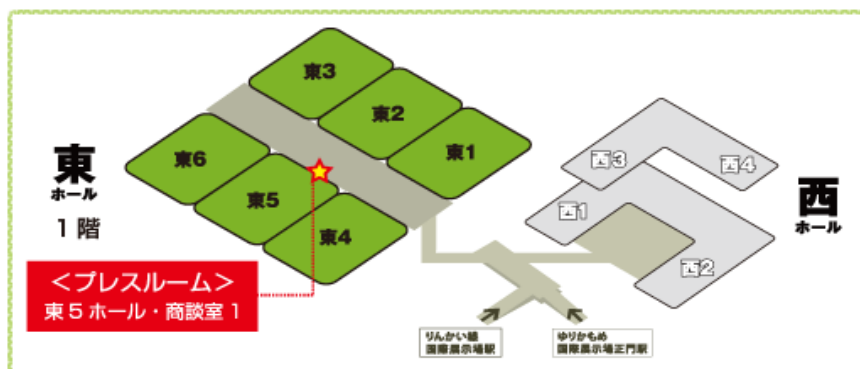 東3
東2
東1
東6
東5
東4
東
ホール
1階
<プレスルーム>
東5ホール・商談室1
西3
西4
西1
西2
西
ホール
りんかい線
国際展示場駅
ゆりかもめ
国際展示場正門駅